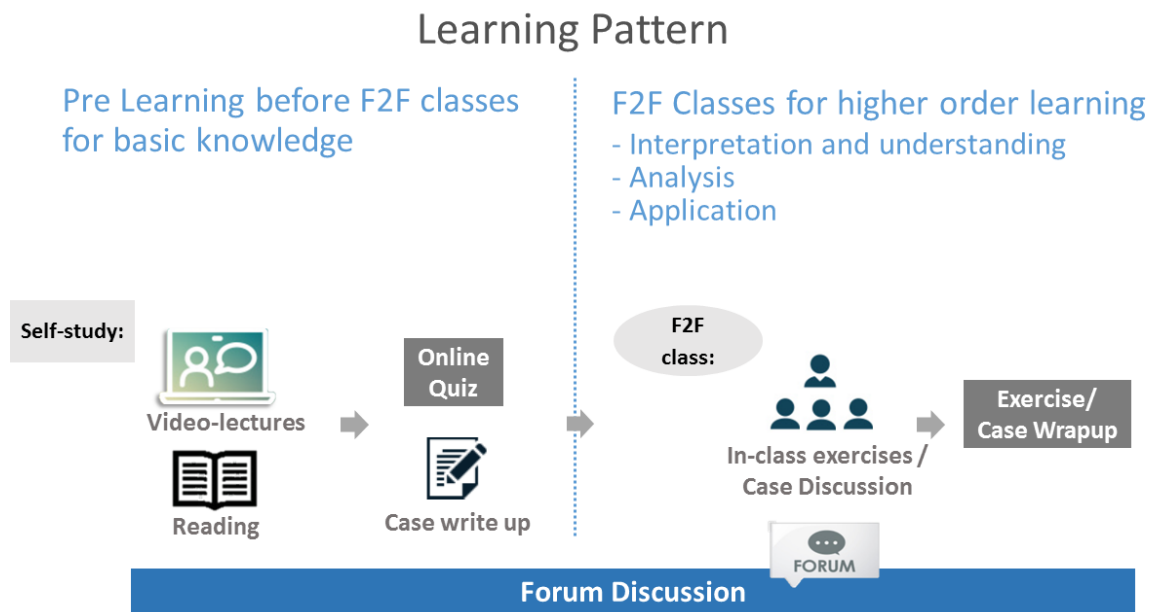 Learning Pattern
Pre Learning before F2F classes
for basic knowledge
F2F Classes for higher order learning
- Interpretation and understanding
- Analysis
- Application
Self-study:
Video-lectures
Reading
Online
Quiz
Case write up
F2F
class:
In-class exercises /
Case Discussion
Exercise/
Case Wrapup
FORUM
Forum Discussion